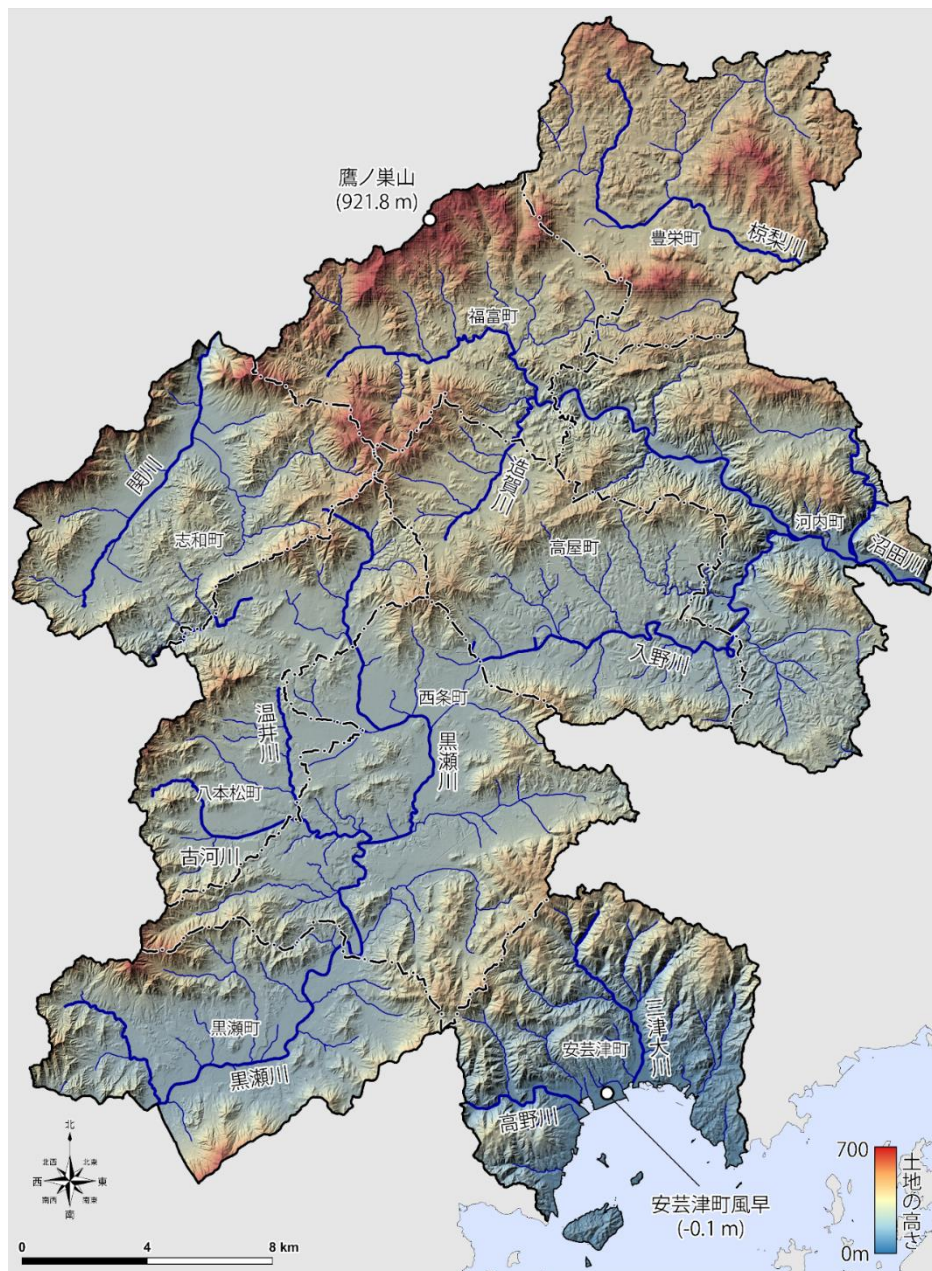 鷹ノ巣山
(921.8 m)
豊栄町
椋梨川
福富町
関川
造賀川
志和町
高屋町
河内町
沼田川
入野川
西条町
温井川
黒瀬川
八本松町
古河川
三津大川
黒瀬町
安芸津町
黒瀬川
高野川
北
北西
北東
西
東
南西
南東
南
安芸津町風早
(-0.1 m)
700
0m
土地の高さ
0
4
8 km